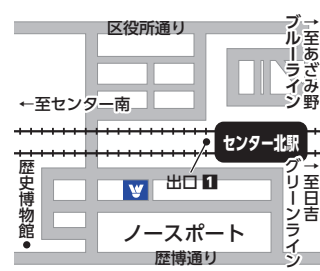 区役所通り
ブルーライン
→至あざみ野
←至センター南
センター北駅
出口 1
歴史博物館
W
ノースポート
グリーンライン
→至日吉
歴博通り